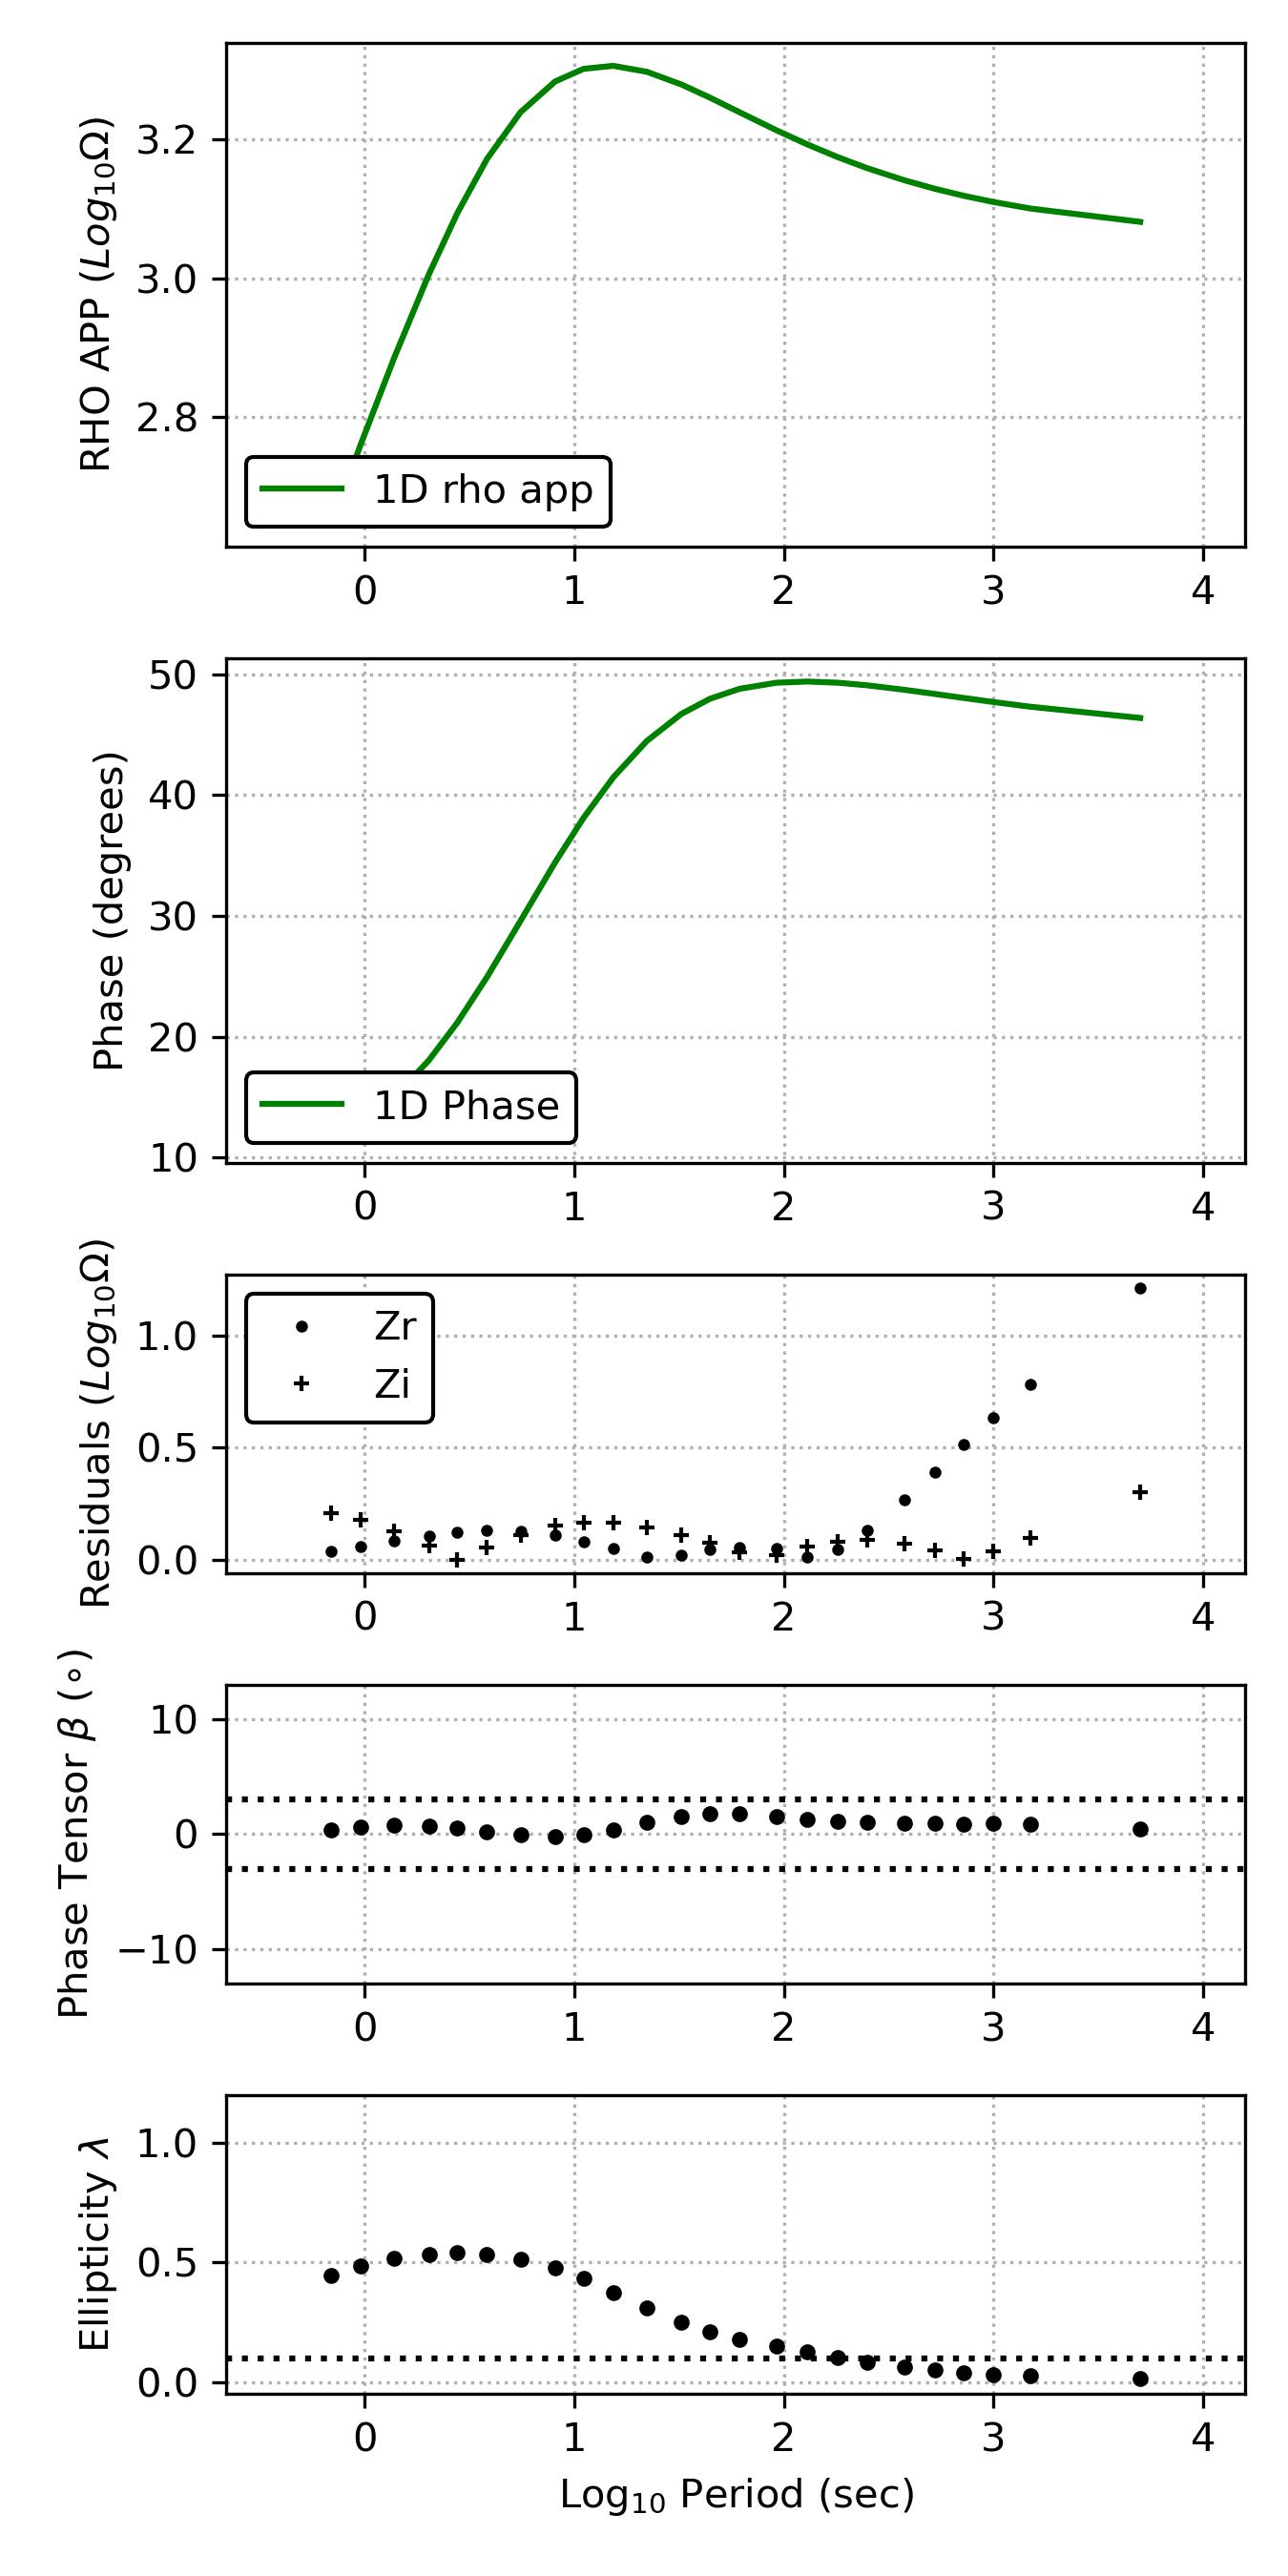 RHO APP (Log₁₀Ω)
3.2
3.0
2.8
1D rho app
0 1 2 3 4
Phase (degrees)
50
40
30
20
10
1D Phase
0 1 2 3 4
Residuals (Log₁₀Ω)
1.0
0.5
0.0
Zr
Zi
0 1 2 3 4
Phase Tensor β (∘)
10
0
−10
0 1 2 3 4
Ellipticity λ
1.0
0.5
0.0
0 1 2 3 4
Log₁₀ Period (sec)